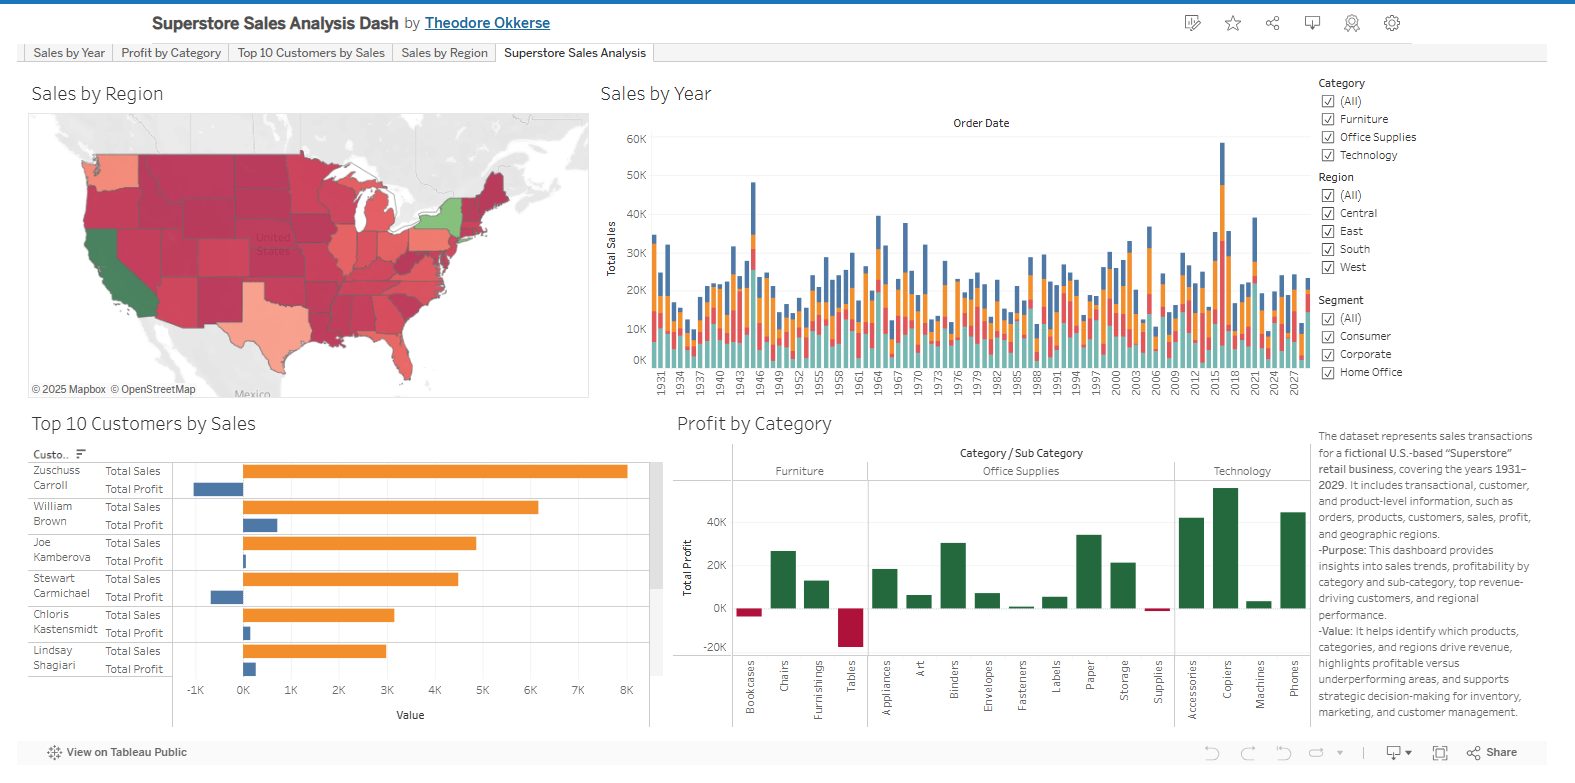 Superstore Sales Analysis Dash by Theodore Okkerse
Sales by Year
Profit by Category
Top 10 Customers by Sales
Sales by Region
Superstore Sales Analysis
Sales by Region
United
States
Mexico
© 2025 Mapbox © OpenStreetMap
Sales by Year
Order Date
Total Sales
60K
50K
40K
30K
20K
10K
0K
1931
1934
1937
1940
1943
1946
1949
1952
1955
1958
1961
1964
1967
1970
1973
1976
1979
1982
1985
1988
1991
1994
1997
2000
2003
2006
2009
2012
2015
2018
2021
2024
2027
Category
(All)
Furniture
Office Supplies
Technology
Region
(All)
Central
East
South
West
Segment
(All)
Consumer
Corporate
Home Office
Top 10 Customers by Sales
Custo..
Zuschuss
Carroll
Total Sales
Total Profit
William
Brown
Total Sales
Total Profit
Joe
Kamberova
Total Sales
Total Profit
Stewart
Carmichael
Total Sales
Total Profit
Chloris
Kastensmidt
Total Sales
Total Profit
Lindsay
Shagiari
Total Sales
Total Profit
-1K
0K
1K
2K
3K
4K
5K
6K
7K
8K
Value
Profit by Category
Category / Sub Category
Furniture
Office Supplies
Technology
Total Profit
40K
20K
0K
-20K
Bookcases
Chairs
Furnishings
Tables
Appliances
Art
Binders
Envelopes
Fasteners
Labels
Paper
Storage
Supplies
Accessories
Copiers
Machines
Phones
The dataset represents sales transactions
for a fictional U.S.-based “Superstore”
retail business, covering the years 1931–
2029. It includes transactional, customer,
and product-level information, such as
orders, products, customers, sales, profit,
and geographic regions.
-Purpose: This dashboard provides
insights into sales trends, profitability by
category and sub-category, top revenue-
driving customers, and regional
performance.
-Value: It helps identify which products,
categories, and regions drive revenue,
highlights profitable versus
underperforming areas, and supports
strategic decision-making for inventory,
marketing, and customer management.
View on Tableau Public
Share